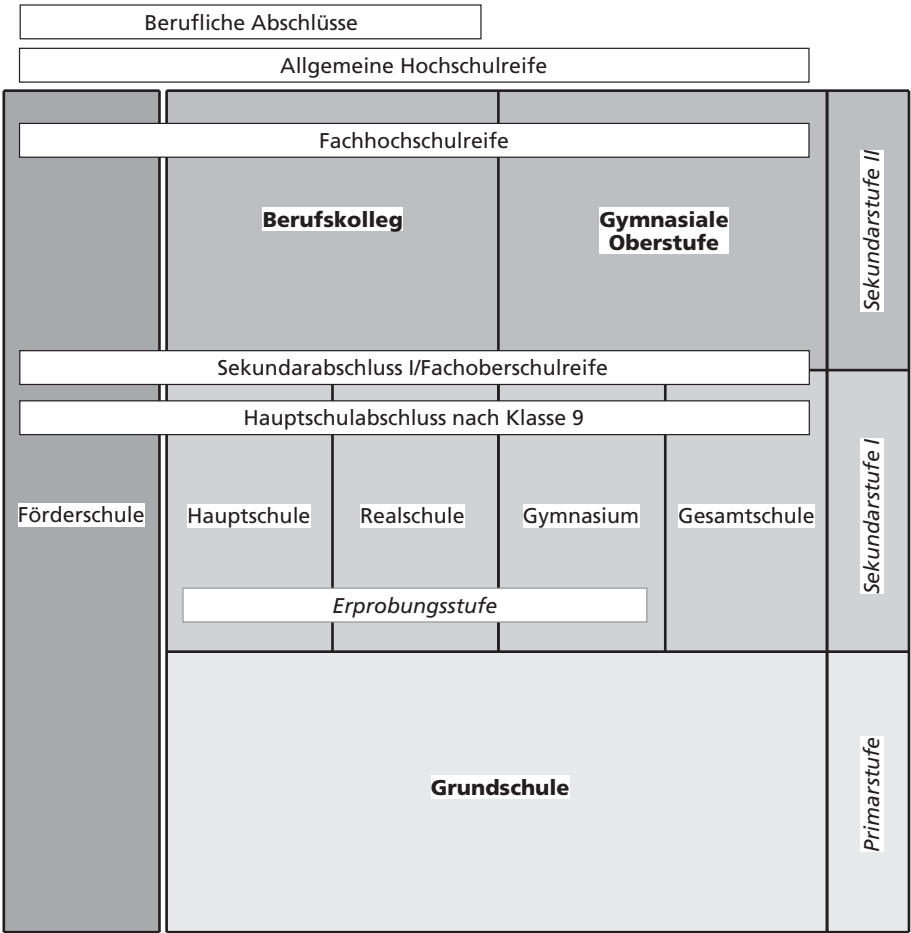 Berufliche Abschlüsse
Allgemeine Hochschulreife
Fachhochschulreife
Berufskolleg
Gymnasiale
Oberstufe
Sekundarstufe II
Sekundarabschluss I/Fachoberschulreife
Hauptschulabschluss nach Klasse 9
Förderschule
Hauptschule
Realschule
Gymnasium
Gesamtschule
Sekundarstufe I
Erprobungsstufe
Grundschule
Primarstufe